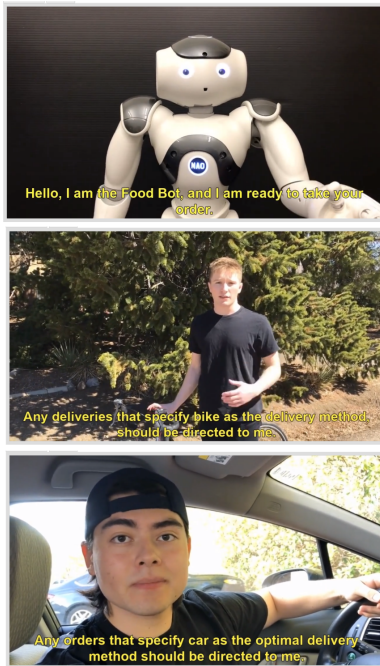 NAO
Hello, I am the Food Bot, and I am ready to take your
order.
Any deliveries that specify bike as the delivery method
should be directed to me.
Any orders that specify car as the optimal delivery
method should be directed to me.